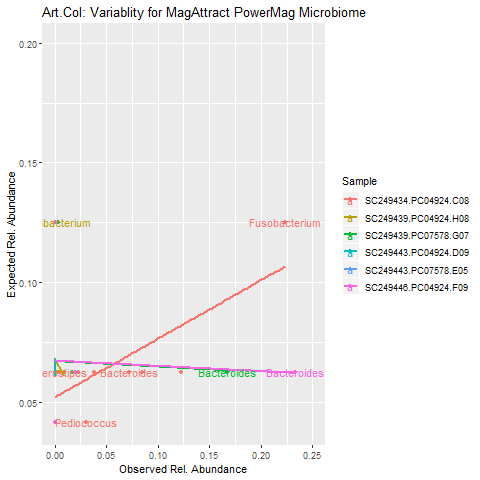 Art.Col: Variablity for MagAttract PowerMag Microbiome
0.20
0.15
0.10
0.05
Expected Rel. Abundance
obacterium
Fusobacterium
Bacteroides
Bacteroides
Bacteroides
Pediococcus
0.00
0.05
0.10
0.15
0.20
0.25
Observed Rel. Abundance
Sample
SC249434.PC04924.C08
SC249439.PC04924.H08
SC249439.PC07578.G07
SC249443.PC04924.D09
SC249443.PC07578.E05
SC249446.PC04924.F09